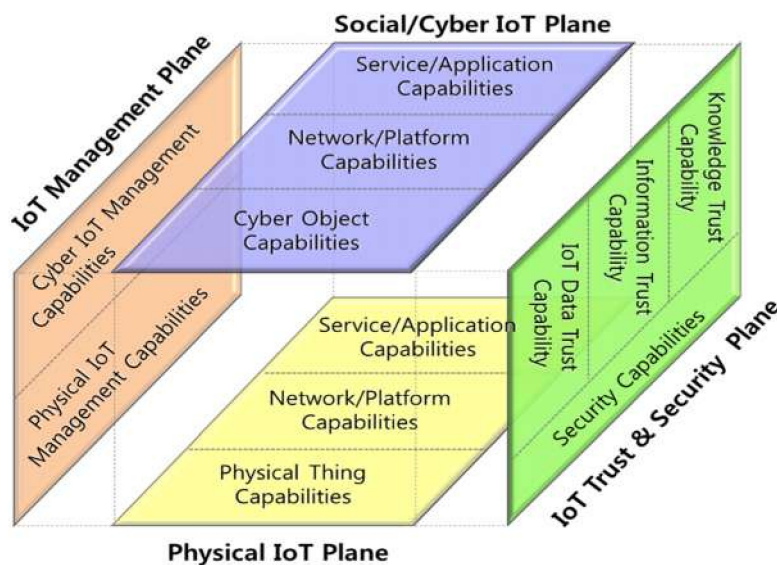 Social/Cyber IoT Plane
IoT Management Plane
Service/Application
Capabilities
Network/Platform
Capabilities
Cyber Object
Capabilities
Cyber IoT Management
Capabilities
Physical IoT
Management Capabilities
Knowledge Trust
Capability
Information Trust
Capability
IoT Data Trust
Capability
Security Capabilities
IoT Trust & Security Plane
Service/Application
Capabilities
Network/Platform
Capabilities
Physical Thing
Capabilities
Physical IoT Plane